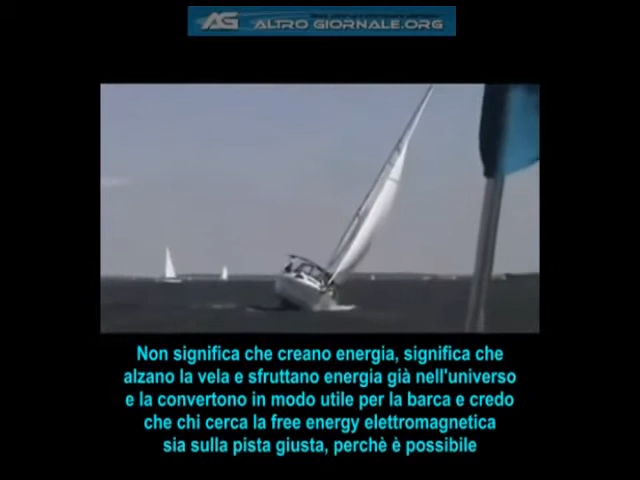 AG ALTRO GIORNALE.ORG
Non significa che creano energia, significa che
alzano la vela e sfruttano energia già nell'universo
e la convertono in modo utile per la barca e credo
che chi cerca la free energy elettromagnetica
sia sulla pista giusta, perchè è possibile